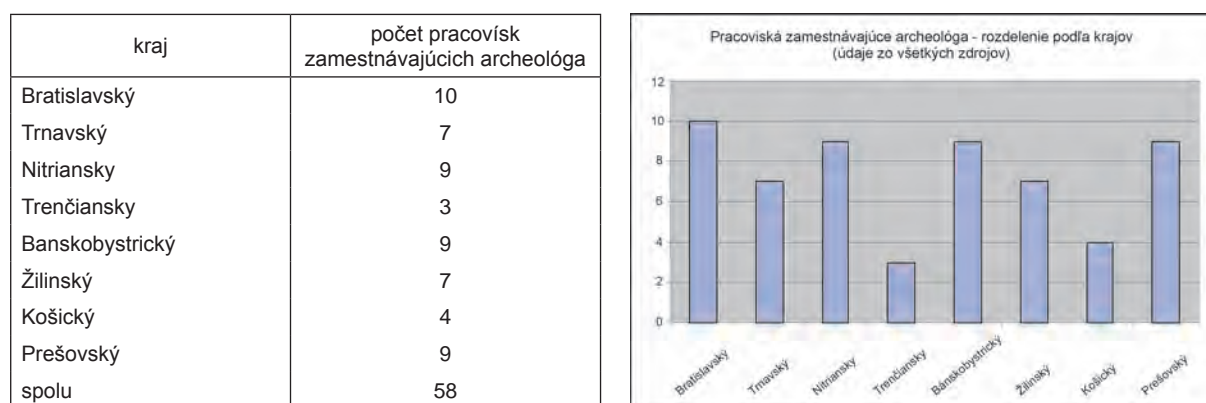 kraj
počet pracovísk
zamestnávajúcich archeológa
Bratislavský 10
Trnavský 7
Nitriansky 9
Trenčiansky 3
Banskobystrický 9
Žilinský 7
Košický 4
Prešovský 9
spolu 58
Pracoviská zamestnávajúce archeológa - rozdelenie podľa krajov
(údaje zo všetkých zdrojov)
12
10
8
6
4
2
0
Bratislavský
Trnavský
Nitriansky
Trenčiansky
Bánskobystrický
Žilinský
Košický
Prešovský